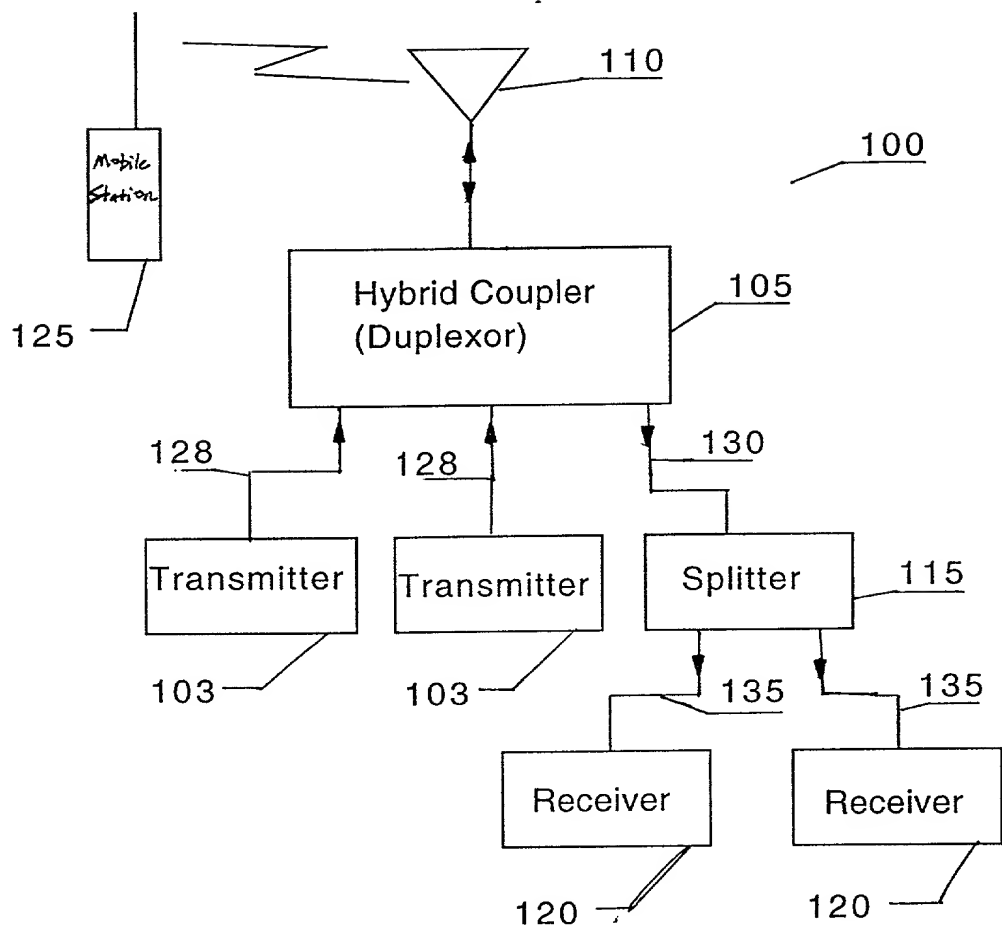 110
100
Mobile
Station
125
Hybrid Coupler
(Duplexor)
105
128
128
130
Transmitter
Transmitter
Splitter
115
103
103
135
135
Receiver
Receiver
120
120